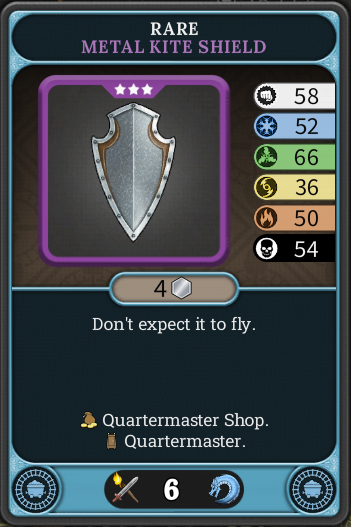 RARE
METAL KITE SHIELD
58
52
66
36
50
54
4
Don't expect it to fly.
Quartermaster Shop.
Quartermaster.
6